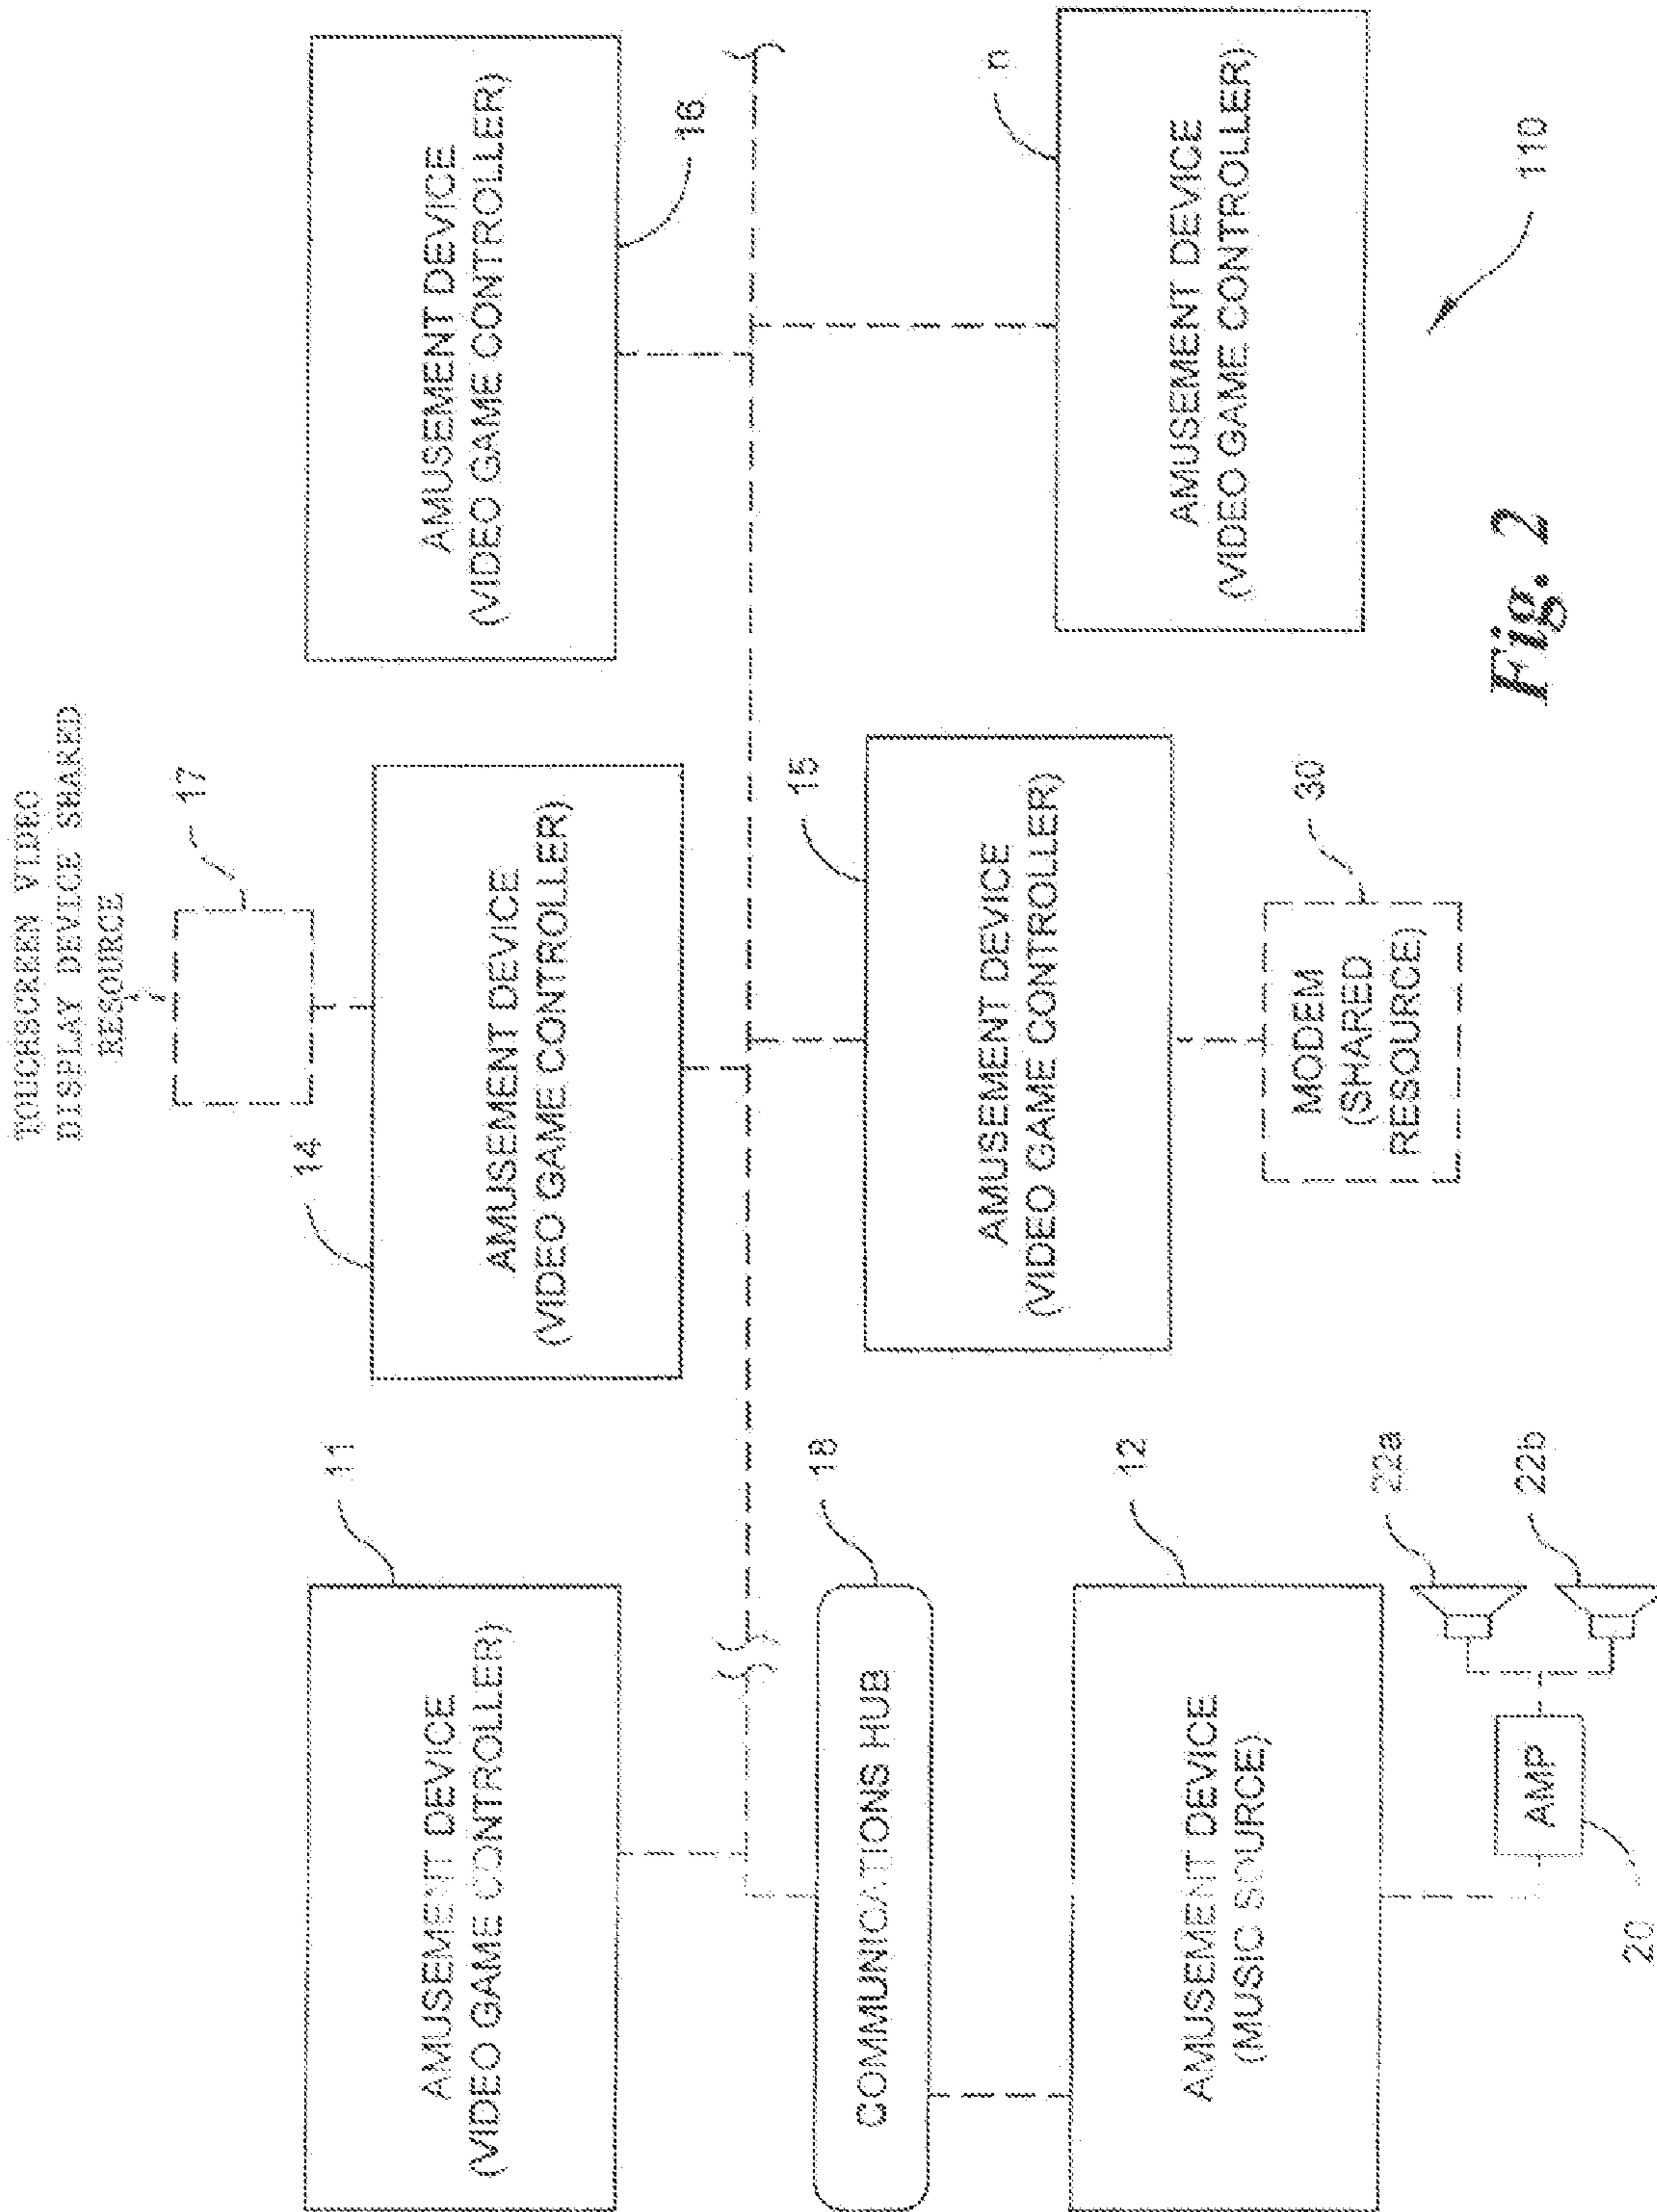 TOUCHSCREEN VIDEO
DISPLAY DEVICE SHARED
RESOURCE
17
11
AMUSEMENT DEVICE
(VIDEO GAME CONTROLLER)
14
AMUSEMENT DEVICE
(VIDEO GAME CONTROLLER)
AMUSEMENT DEVICE
(VIDEO GAME CONTROLLER)
16
18
COMMUNICATIONS HUB
15
AMUSEMENT DEVICE
(VIDEO GAME CONTROLLER)
n
AMUSEMENT DEVICE
(VIDEO GAME CONTROLLER)
12
AMUSEMENT DEVICE
(MUSIC SOURCE)
30
MODEM
(SHARED
RESOURCE)
22a
22b
AMP
20
110
Fig. 2